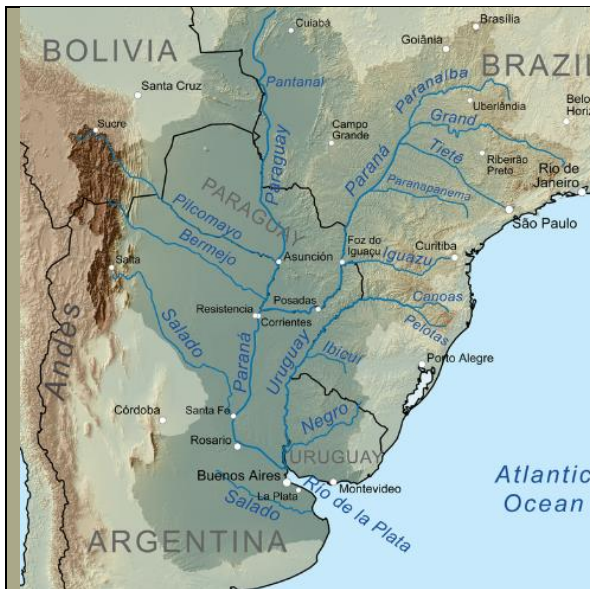 Cuiabá
Brasília
BOLIVIA
Goiânia
BRAZIL
Pantanal
Paranaíba
Santa Cruz
Uberlândia
Belo
Horiz
Grand
Sucre
Campo
Grande
Paraguay
Tietê
Ribeirão
Preto
Rio de
Janeiro
Paraná
PARAGUAY
Paranapanema
São Paulo
Pilcomayo
Bermejo
Asunción
Foz do
Iguaçu
Iguazu
Curitiba
Salta
Posadas
Canoas
Resistencia
Corrientes
Pelotas
Andes
Salado
Paraná
Uruguay
Ibicuí
Porto Alegre
Córdoba
Santa Fe
Negro
Rosario
URUGUAY
Buenos Aires
Atlantic
Ocean
La Plata
Montevideo
Río de la Plata
Salado
ARGENTINA